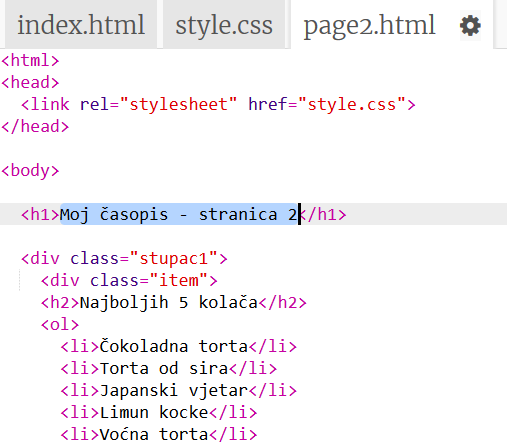 index.html style.css page2.html
<html>
<head>
<link rel="stylesheet" href="style.css">
</head>
<body>
<h1>Moj časopis - stranica 2</h1>
<div class="stupac1">
<div class="item">
<h2>Najboljih 5 kolača</h2>
<ol>
<li>Čokoladna torta</li>
<li>Torta od sira</li>
<li>Japanski vjetar</li>
<li>Limun kocke</li>
<li>Voćna torta</li>